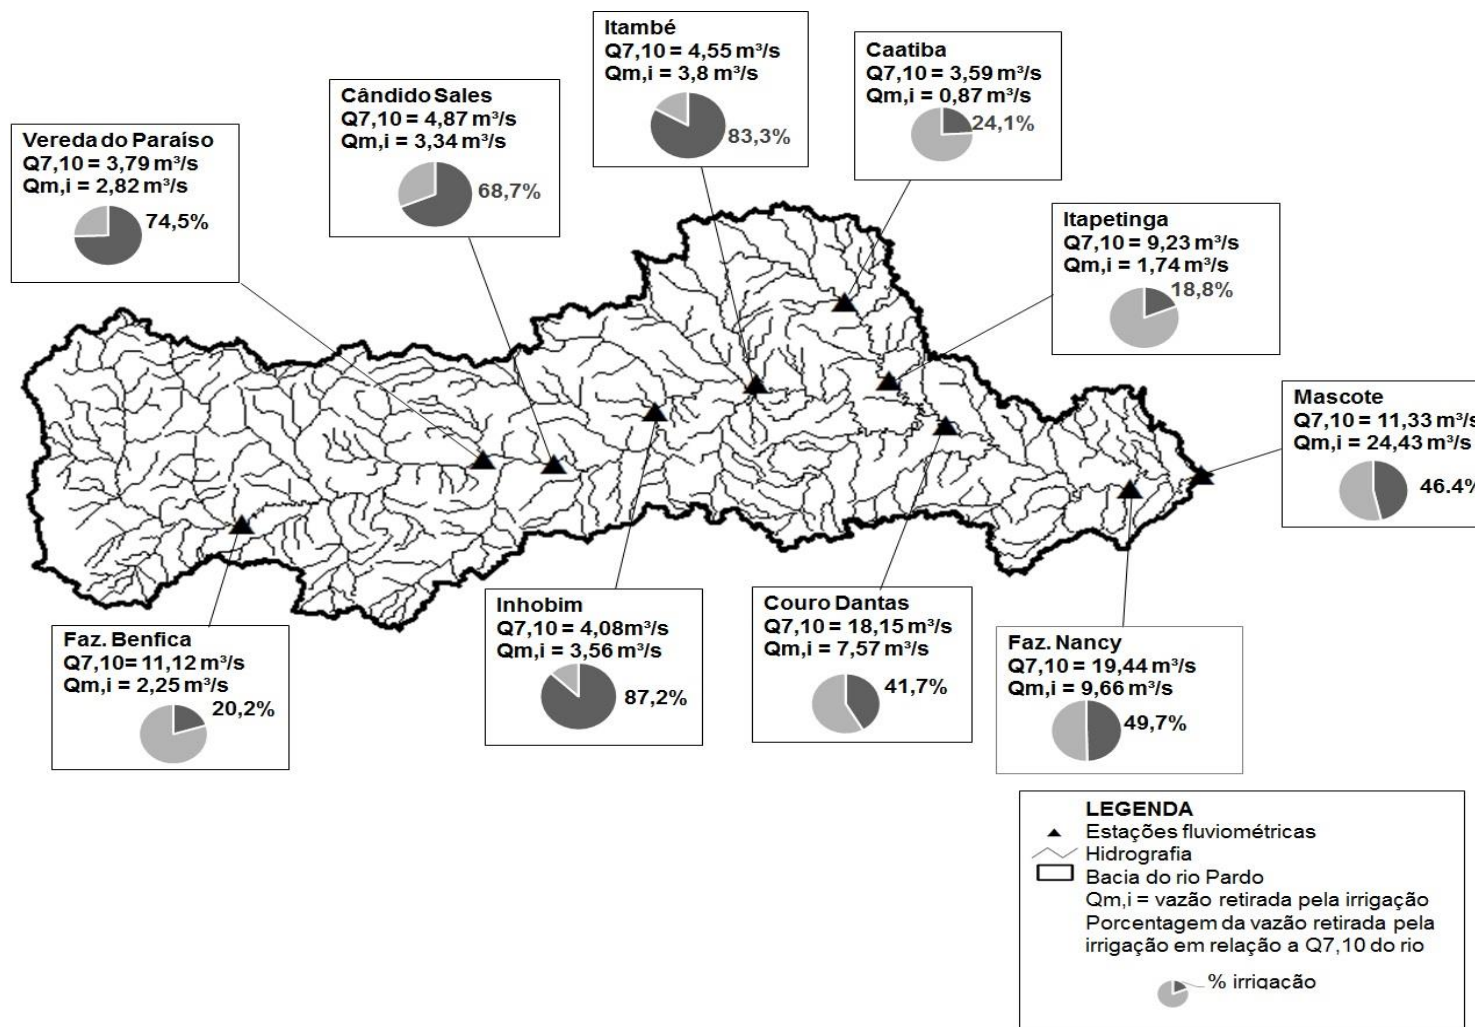 Itambé
Q7,10 = 4,55 m³/s
Qm,i = 3,8 m³/s
83,3%
Caatiba
Q7,10 = 3,59 m³/s
Qm,i = 0,87 m³/s
24,1%
Cândido Sales
Q7,10 = 4,87 m³/s
Qm,i = 3,34 m³/s
68,7%
Vereda do Paraíso
Q7,10 = 3,79 m³/s
Qm,i = 2,82 m³/s
74,5%
Itapetinga
Q7,10 = 9,23 m³/s
Qm,i = 1,74 m³/s
18,8%
Mascote
Q7,10 = 11,33 m³/s
Qm,i = 24,43 m³/s
46.4%
Faz. Benfica
Q7,10= 11,12 m³/s
Qm,i = 2,25 m³/s
20,2%
Inhobim
Q7,10 = 4,08m³/s
Qm,i = 3,56 m³/s
87,2%
Couro Dantas
Q7,10 = 18,15 m³/s
Qm,i = 7,57 m³/s
41,7%
Faz. Nancy
Q7,10 = 19,44 m³/s
Qm,i = 9,66 m³/s
49,7%
LEGENDA
Estações fluviométricas
Hidrografia
Bacia do rio Pardo
Qm,i = vazão retirada pela irrigação
Porcentagem da vazão retirada pela
irrigação em relação a Q7,10 do rio
% irrigação